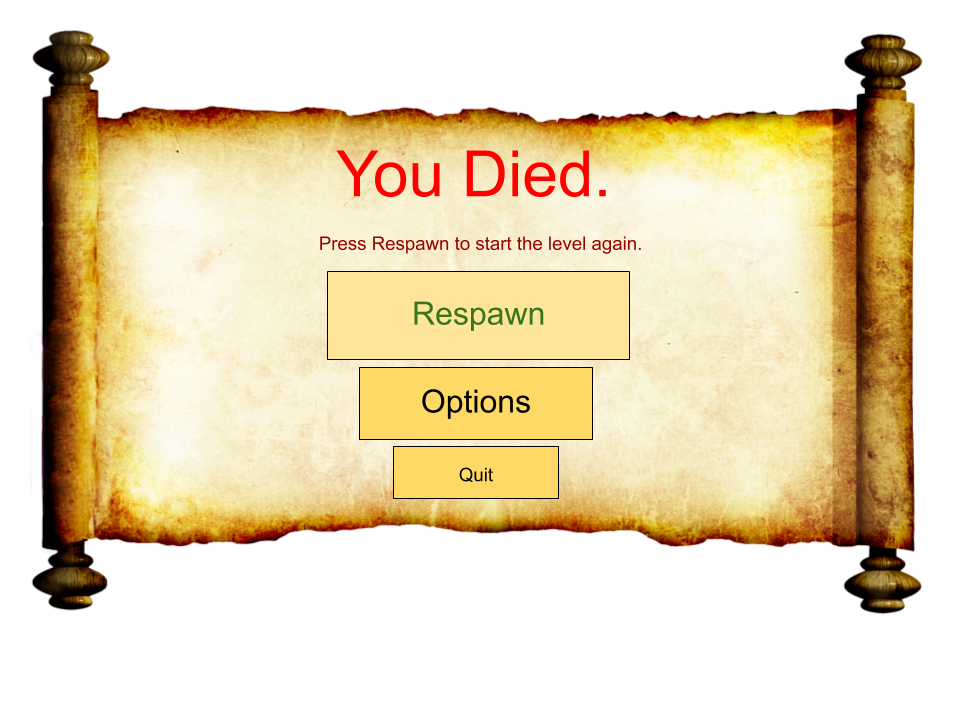 You Died.
Press Respawn to start the level again.
Respawn
Options
Quit